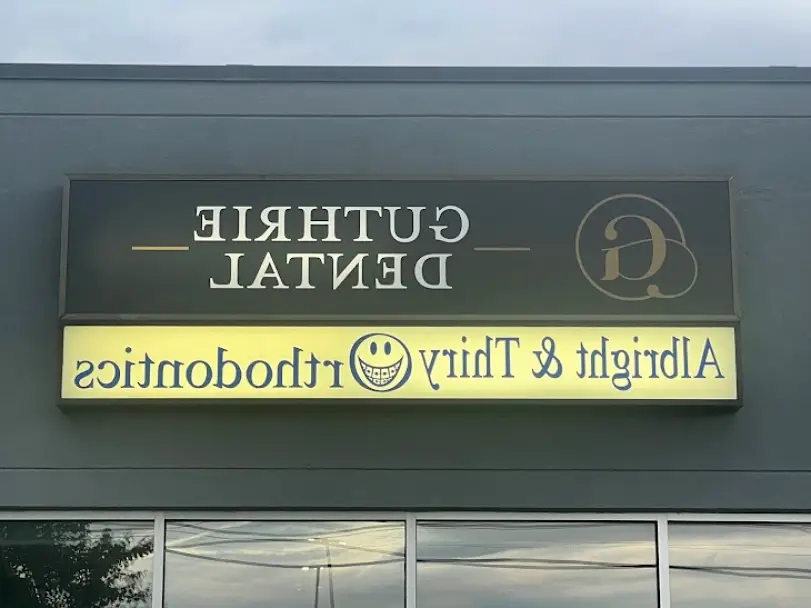 G
GUTHRIE
DENTAL
Albright & Thiry Orthodontics